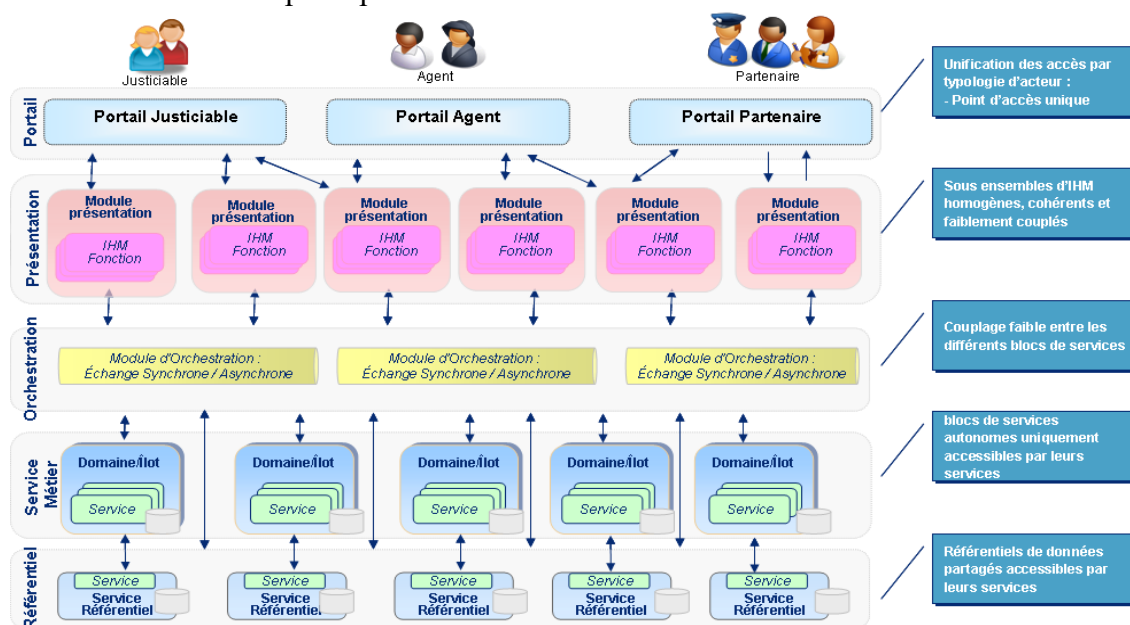 Justiciable
Agent
Partenaire
Portail
Portail Justiciable
Portail Agent
Portail Partenaire
Unification des accès par
typologie d'acteur :
- Point d'accès unique
Présentation
Module
présentation
IHM
Fonction
Module
présentation
IHM
Fonction
Module
présentation
IHM
Fonction
Module
présentation
IHM
Fonction
Module
présentation
IHM
Fonction
Module
présentation
IHM
Fonction
Sous ensembles d'IHM
homogènes, cohérents et
faiblement couplés
Orchestration
Module d'Orchestration :
Échange Synchrone / Asynchrone
Module d'Orchestration :
Échange Synchrone / Asynchrone
Module d'Orchestration :
Échange Synchrone / Asynchrone
Couplage faible entre les
différents blocs de services
Service
Métier
Domaine/Îlot
Service
Domaine/Îlot
Service
Domaine/Îlot
Service
Domaine/Îlot
Service
Domaine/Îlot
Service
blocs de services
autonomes uniquement
accessibles par leurs
services
Référentiel
Service
Service
Référentiel
Service
Service
Référentiel
Service
Service
Référentiel
Service
Service
Référentiel
Service
Service
Référentiel
Référentiels de données
partagés accessibles par
leurs services